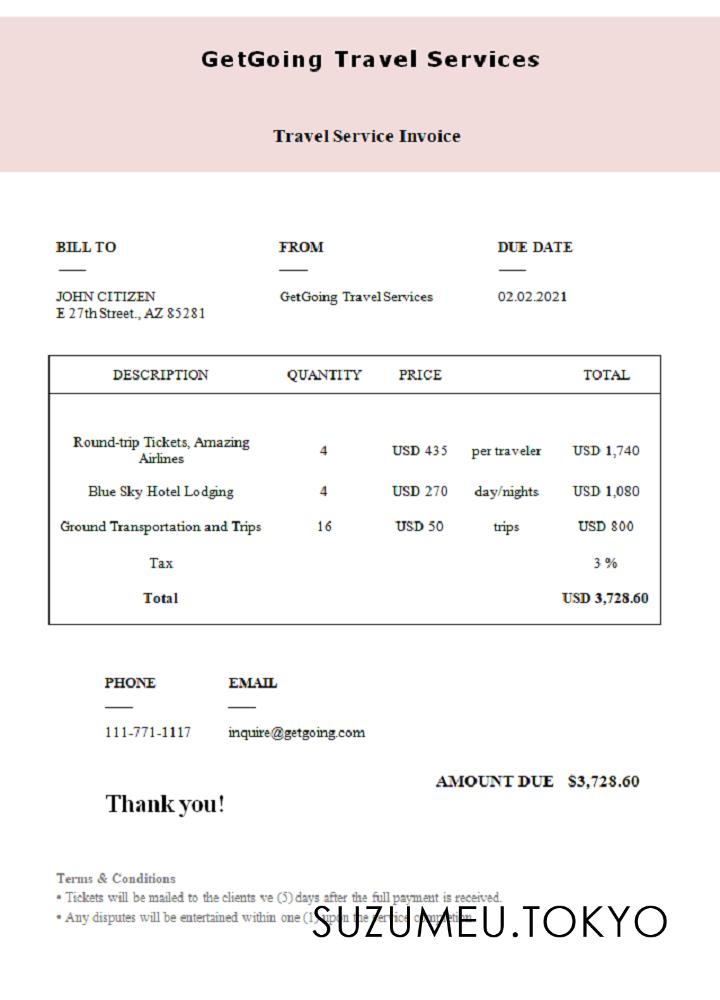 GetGoing Travel Services
Travel Service Invoice
BILL TO FROM DUE DATE
JOHN CITIZEN GetGoing Travel Services 02.02.2021
E 27th Street., AZ 85281
DESCRIPTION QUANTITY PRICE TOTAL
Round-trip Tickets, Amazing
Airlines 4 USD 435 per traveler USD 1,740
Blue Sky Hotel Lodging 4 USD 270 day/nights USD 1,080
Ground Transportation and Trips 16 USD 50 trips USD 800
Tax 3 %
Total USD 3,728.60
PHONE EMAIL
111-771-1117 inquire@getgoing.com
AMOUNT DUE $3,728.60
Thank you!
Terms & Conditions
• Tickets will be mailed to the clients ve (5) days after the full payment is received.
• Any disputes will be entertained within one (1) upon the service completion.
SUZUMEU.TOKYO